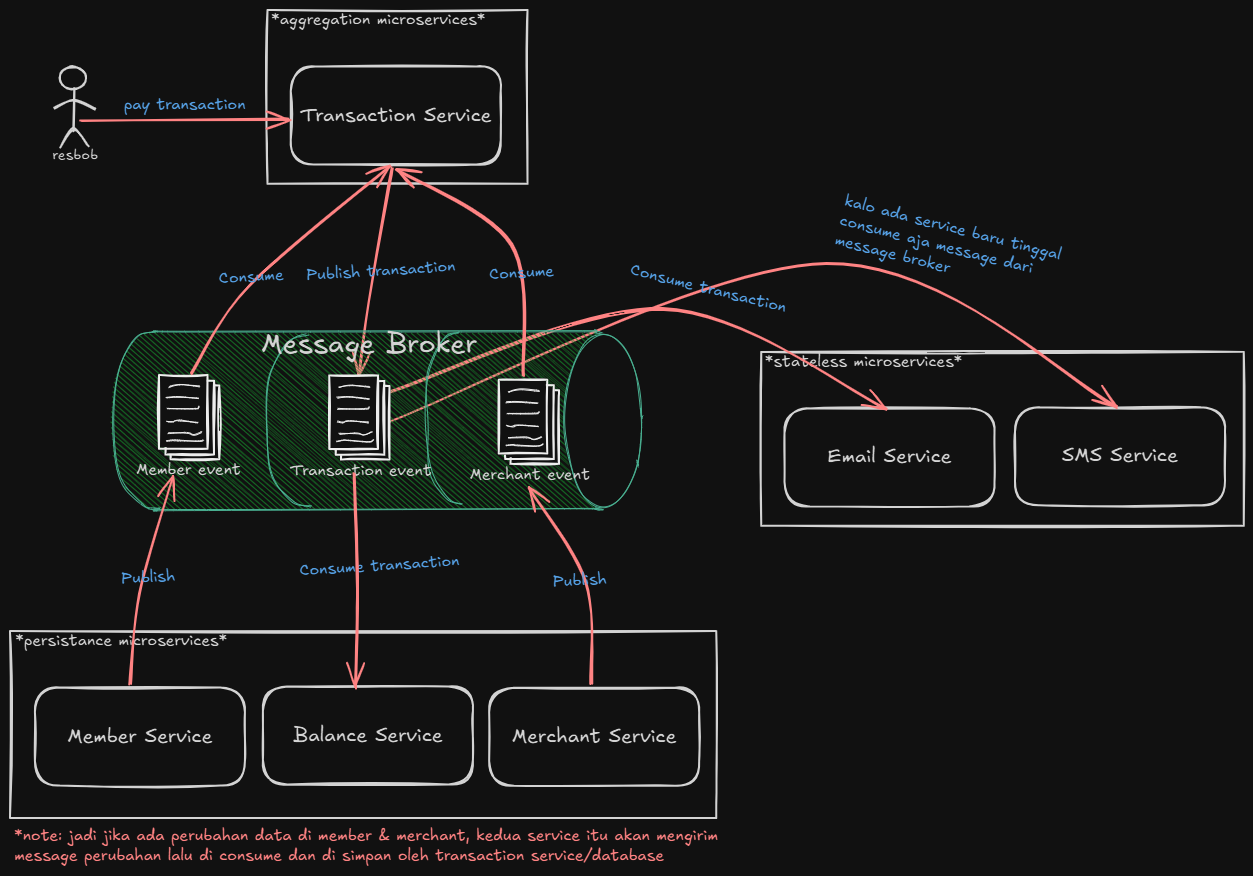 *aggregation microservices*
Transaction Service
pay transaction
resbob
kalo ada service baru tinggal
consume aja message dari
message broker
Consume
Publish transaction
Consume
Consume transaction
Message Broker
*stateless microservices*
Email Service
SMS Service
Member event
Transaction event
Merchant event
Publish
Consume transaction
Publish
*persistance microservices*
Member Service
Balance Service
Merchant Service
*note: jadi jika ada perubahan data di member & merchant, kedua service itu akan mengirim
message perubahan lalu di consume dan di simpan oleh transaction service/database